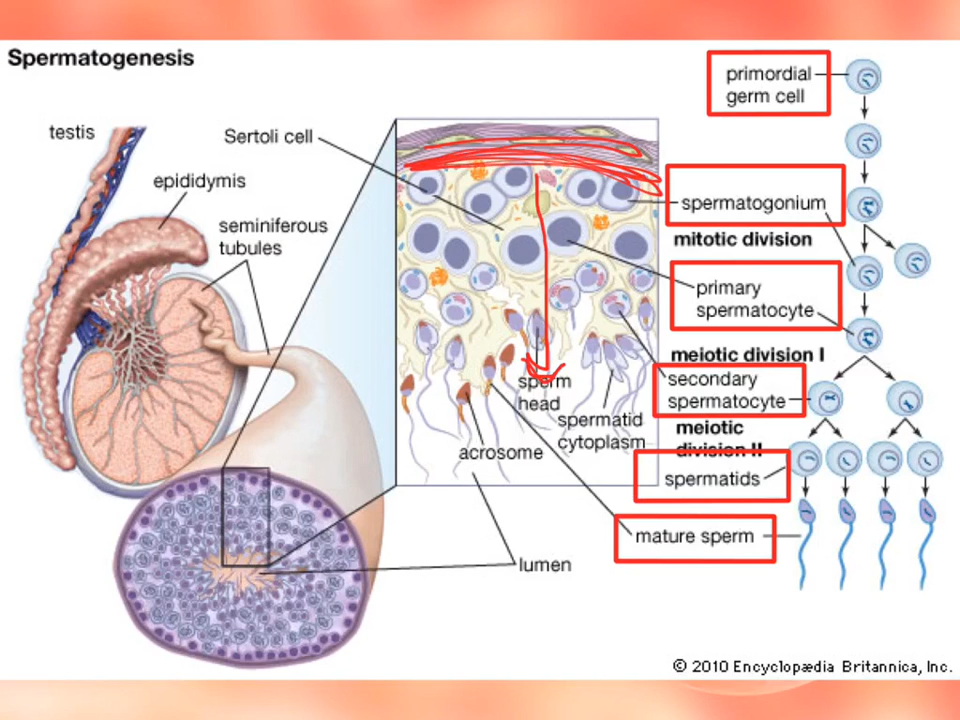 Spermatogenesis
testis
epididymis
seminiferous
tubules
Sertoli cell
sperm
head
spermatid
cytoplasm
acrosome
lumen
primordial
germ cell
spermatogonium
mitotic division
primary
spermatocyte
meiotic division I
secondary
spermatocyte
meiotic
division II
spermatids
mature sperm
© 2010 Encyclopædia Britannica, Inc.